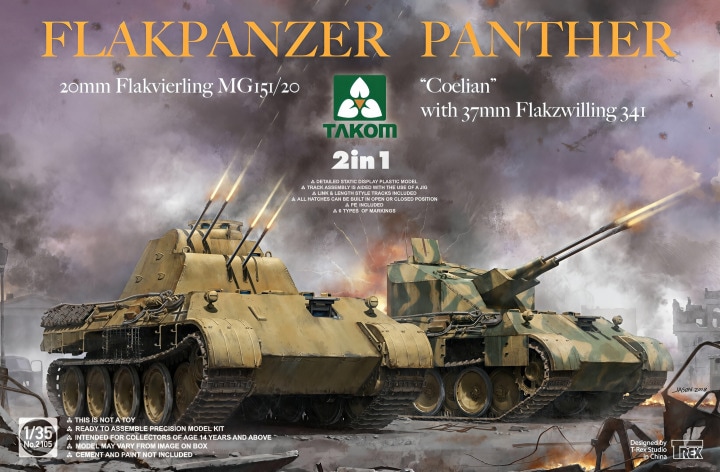 FLAKPANZER PANTHER
20mm Flakvierling MG151/20
"Coelian"
with 37mm Flakzwilling 341
TAKOM
2in1
DETAILED STATIC DISPLAY PLASTIC MODEL
TRACK ASSEMBLY IS AIDED WITH THE USE OF A JIG
LINK & LENGTH STYLE TRACKS INCLUDED
ALL HATCHES CAN BE BUILT IN OPEN OR CLOSED POSITION
PE INCLUDED
6 TYPES OF MARKINGS
JASON 2018
1/35
No.2105
THIS IS NOT A TOY
READY TO ASSEMBLE PRECISION MODEL KIT
INTENDED FOR COLLECTORS OF AGE 14 YEARS AND ABOVE
MODEL MAY VARY FROM IMAGE ON BOX
CEMENT AND PAINT NOT INCLUDED
Designed by
T-Rex Studio
in China
T-REX